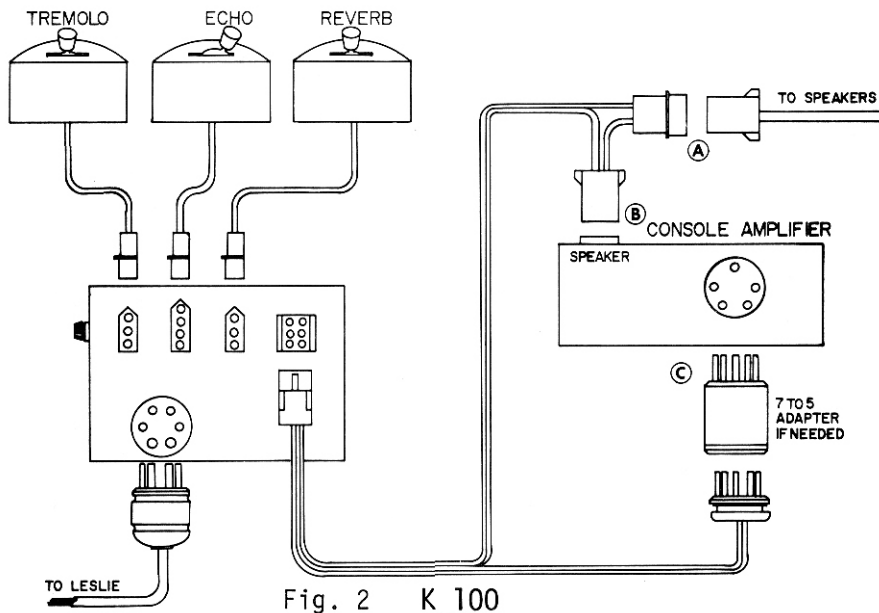 TREMOLO
ECHO
REVERB
TO SPEAKERS
A
B
CONSOLE AMPLIFIER
SPEAKER
C
7 TO 5
ADAPTER
IF NEEDED
TO LESLIE
Fig. 2 K 100